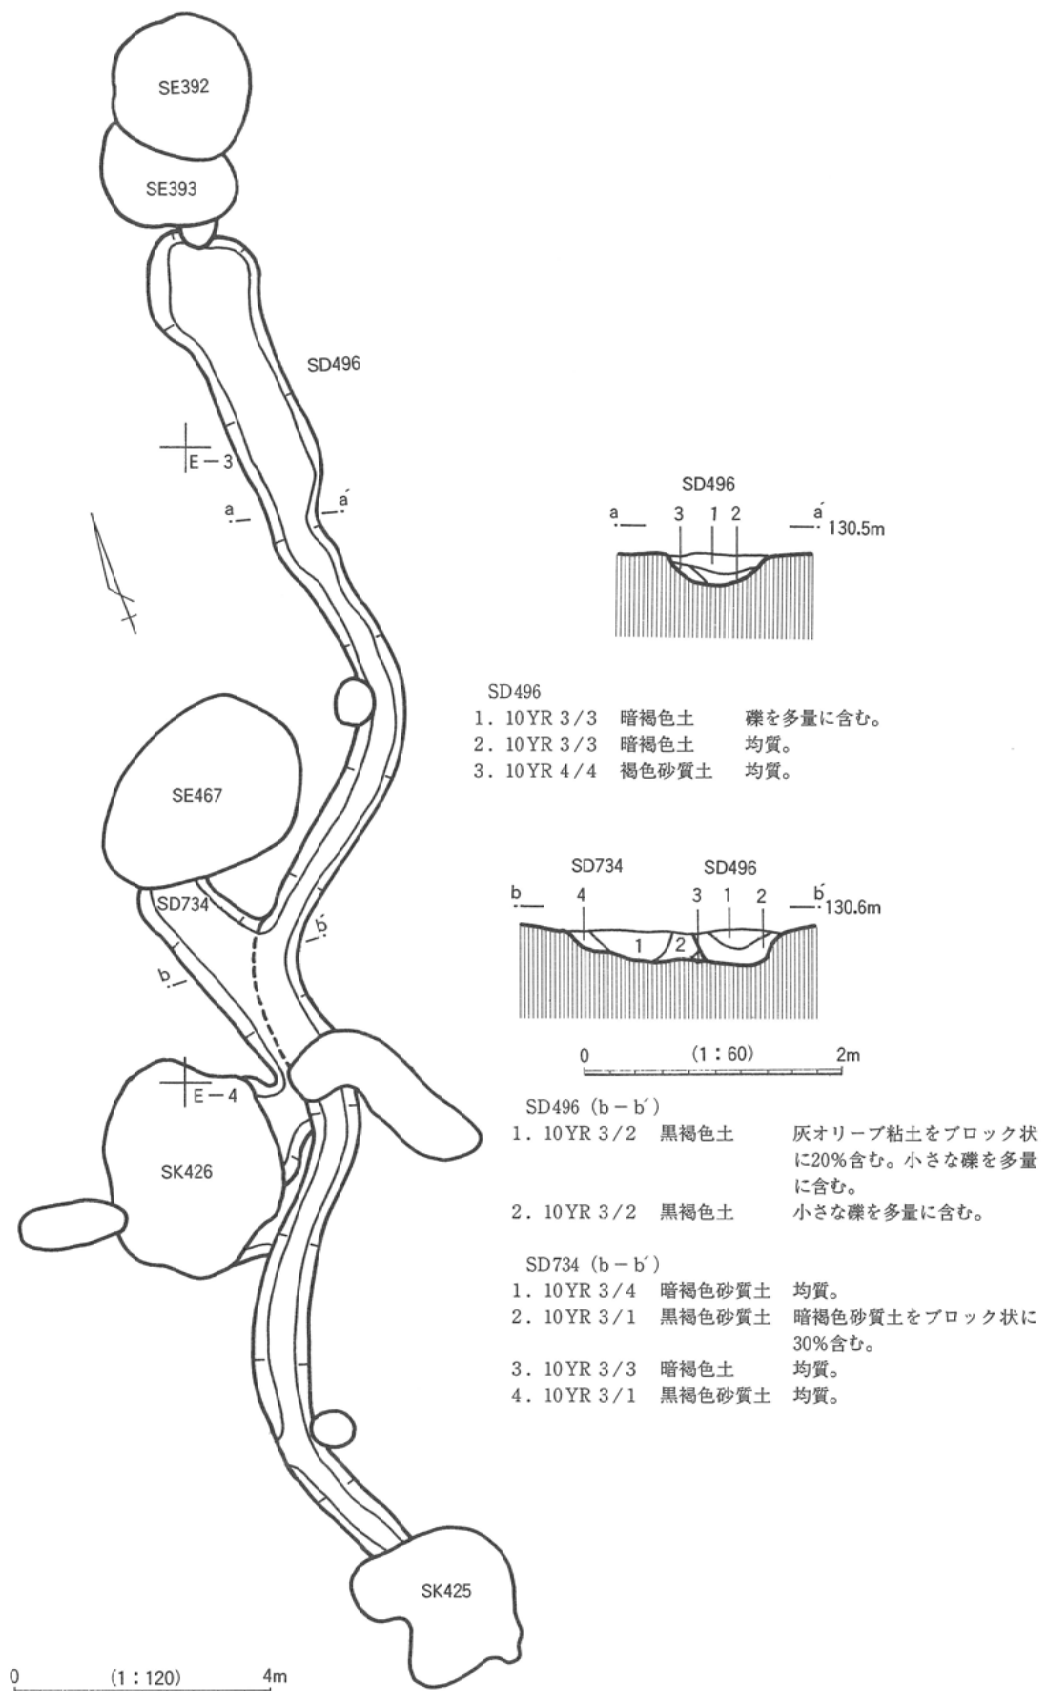 SE392
SE393
SD496
E-3
a
a´
SE467
SD734
b
b´
E-4
SK426
SK425
0 (1:120) 4m
SD496
a 3 1 2 a´
130.5m
SD496
1. 10YR 3/3 暗褐色土 礫を多量に含む。
2. 10YR 3/3 暗褐色土 均質。
3. 10YR 4/4 褐色砂質土 均質。
SD734 SD496
b 4 3 1 2 b´
130.6m
1 2
0 (1:60) 2m
SD496 (b-b´)
1. 10YR 3/2 黒褐色土 灰オリーブ粘土をブロック状
に20%含む。小さな礫を多量
に含む。
2. 10YR 3/2 黒褐色土 小さな礫を多量に含む。
SD734 (b-b´)
1. 10YR 3/4 暗褐色砂質土 均質。
2. 10YR 3/1 黒褐色砂質土 暗褐色砂質土をブロック状に
30%含む。
3. 10YR 3/3 暗褐色土 均質。
4. 10YR 3/1 黒褐色砂質土 均質。